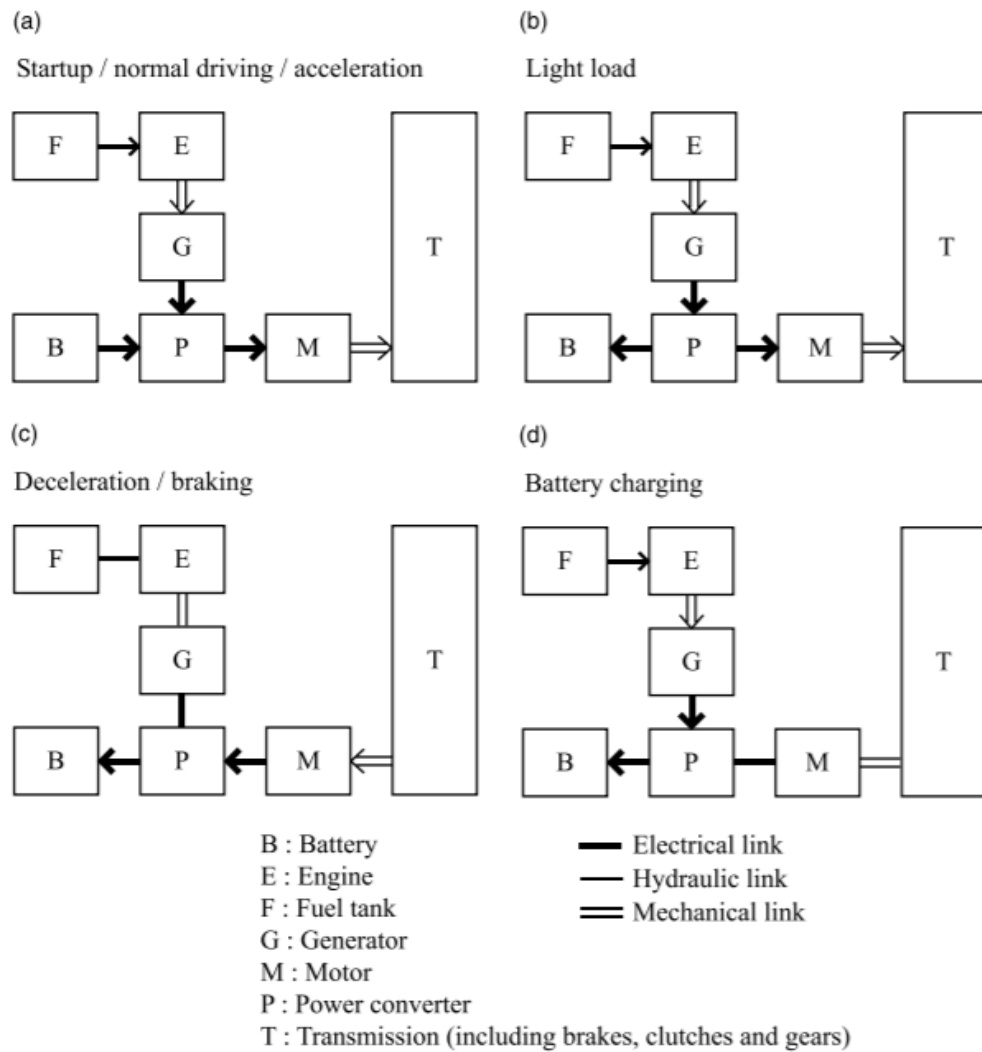 (a)
Startup / normal driving / acceleration
F
E
G
T
B
P
M
(b)
Light load
F
E
G
T
B
P
M
(c)
Deceleration / braking
F
E
G
T
B
P
M
(d)
Battery charging
F
E
G
T
B
P
M
B : Battery
E : Engine
F : Fuel tank
G : Generator
M : Motor
P : Power converter
T : Transmission (including brakes, clutches and gears)
Electrical link
Hydraulic link
Mechanical link